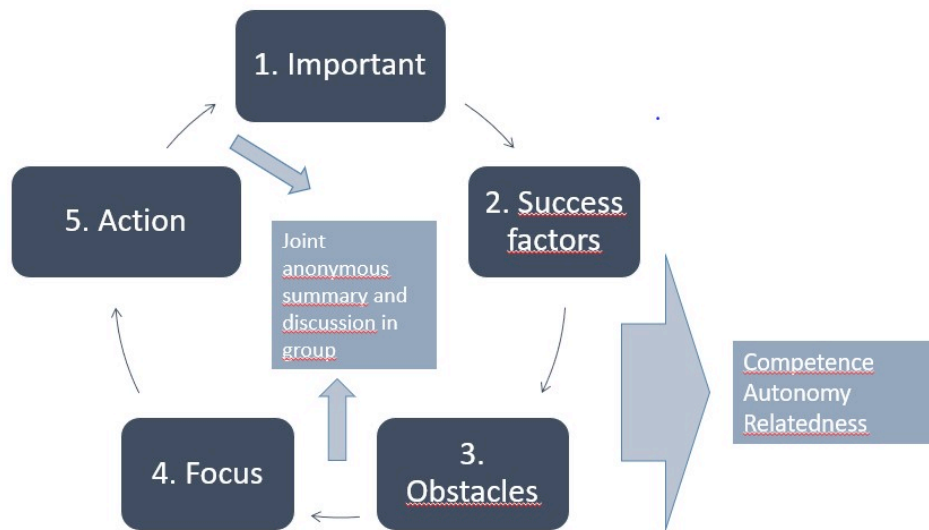 1. Important
2. Success
factors
3.
Obstacles
4. Focus
5. Action
Joint
anonymous
summary and
discussion in
group
Competence
Autonomy
Relatedness